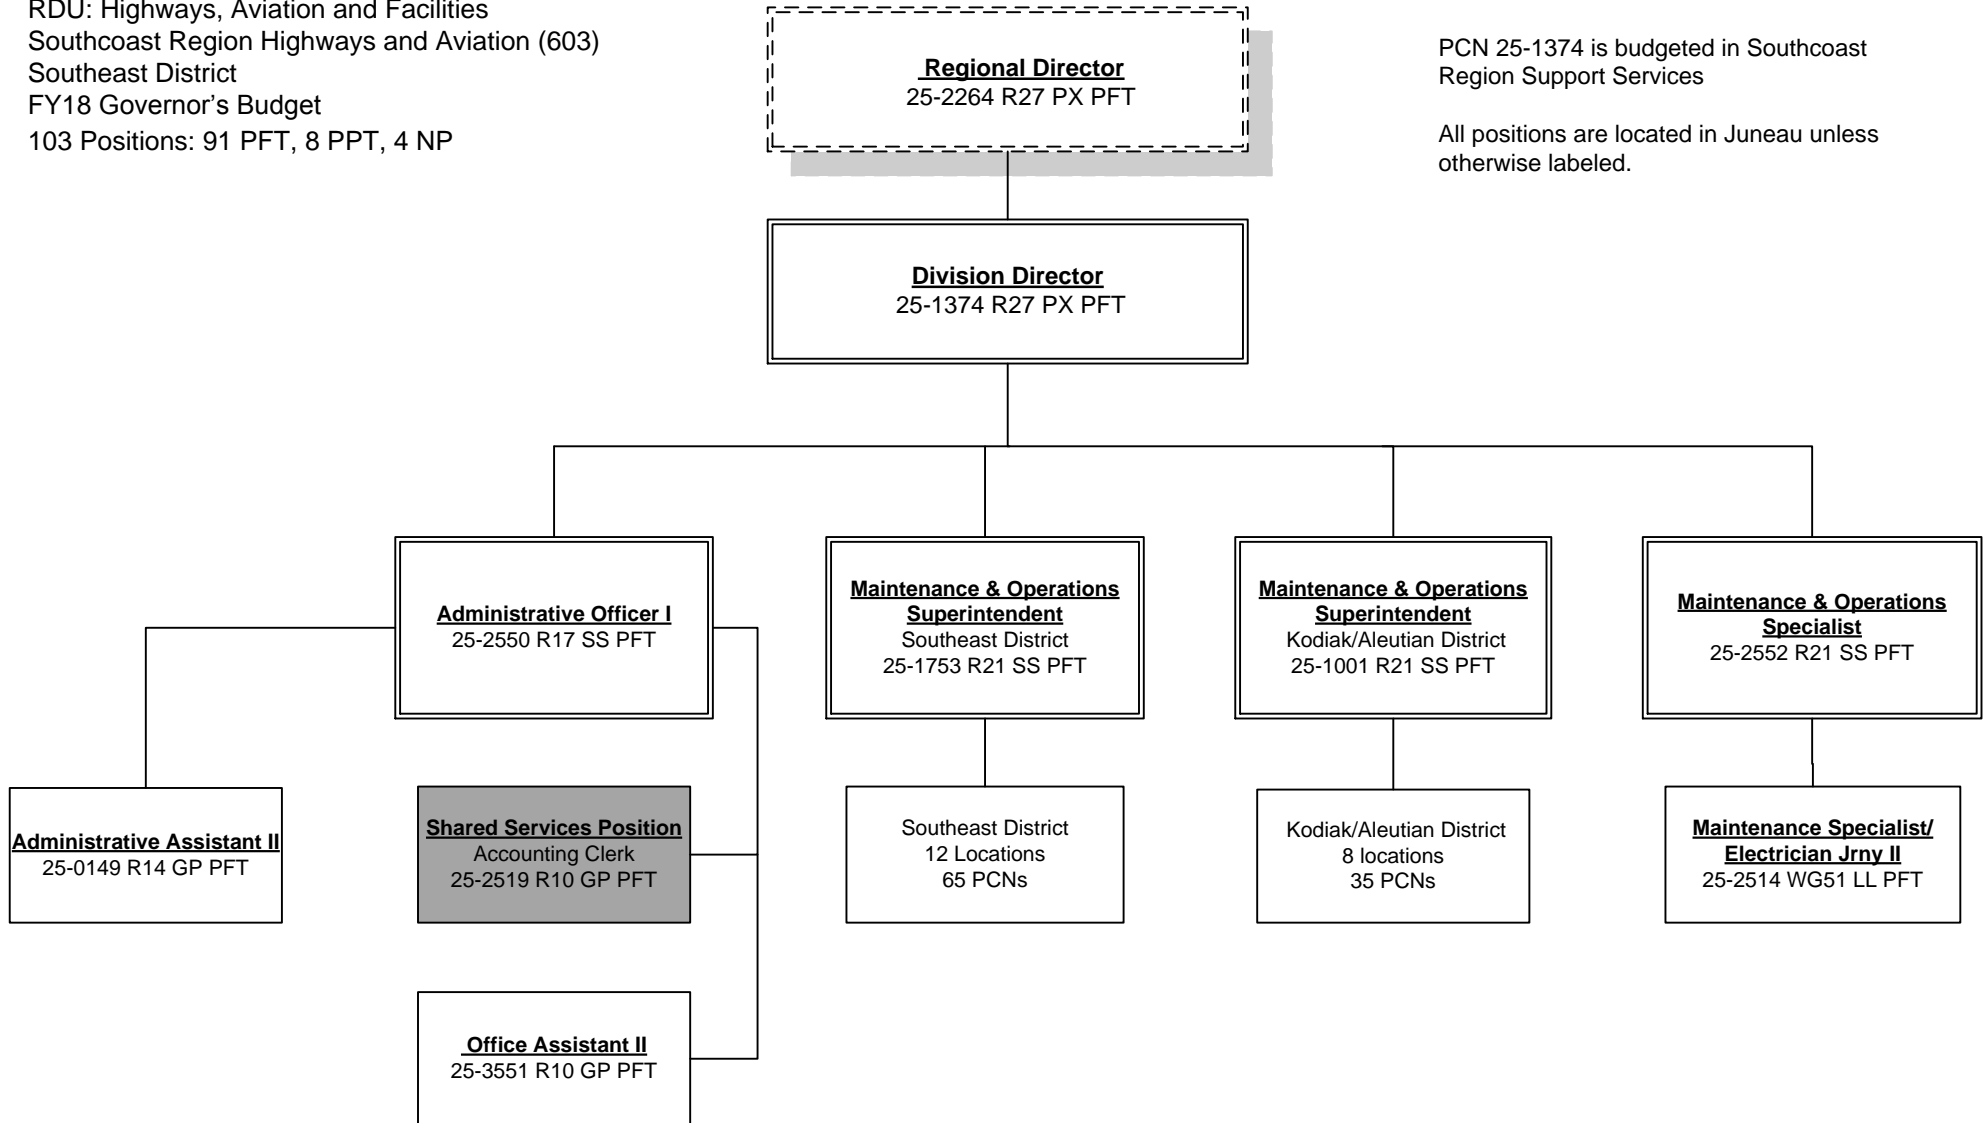 RDU: Highways, Aviation and Facilities
Southcoast Region Highways and Aviation (603)
Southeast District
FY18 Governor's Budget
103 Positions: 91 PFT, 8 PPT, 4 NP
Regional Director
25-2264 R27 PX PFT
PCN 25-1374 is budgeted in Southcoast
Region Support Services
All positions are located in Juneau unless
otherwise labeled.
Division Director
25-1374 R27 PX PFT
Administrative Officer I
25-2550 R17 SS PFT
Maintenance & Operations
Superintendent
Southeast District
25-1753 R21 SS PFT
Maintenance & Operations
Superintendent
Kodiak/Aleutian District
25-1001 R21 SS PFT
Maintenance & Operations
Specialist
25-2552 R21 SS PFT
Administrative Assistant II
25-0149 R14 GP PFT
Shared Services Position
Accounting Clerk
25-2519 R10 GP PFT
Southeast District
12 Locations
65 PCNs
Kodiak/Aleutian District
8 locations
35 PCNs
Maintenance Specialist/
Electrician Jrny II
25-2514 WG51 LL PFT
Office Assistant II
25-3551 R10 GP PFT